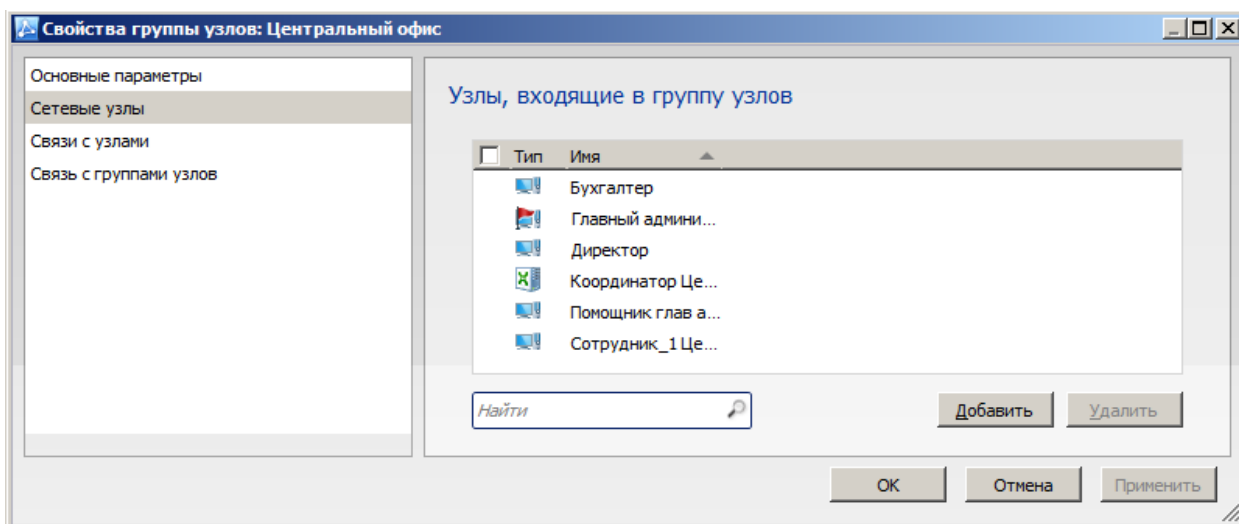 Свойства группы узлов: Центральный офис
Основные параметры
Сетевые узлы
Связи с узлами
Связь с группами узлов
Узлы, входящие в группу узлов
Тип Имя
Бухгалтер
Главный админи...
Директор
Координатор Це...
Помощник глав а...
Сотрудник_1 Це...
Найти
Добавить Удалить
ОК Отмена Применить